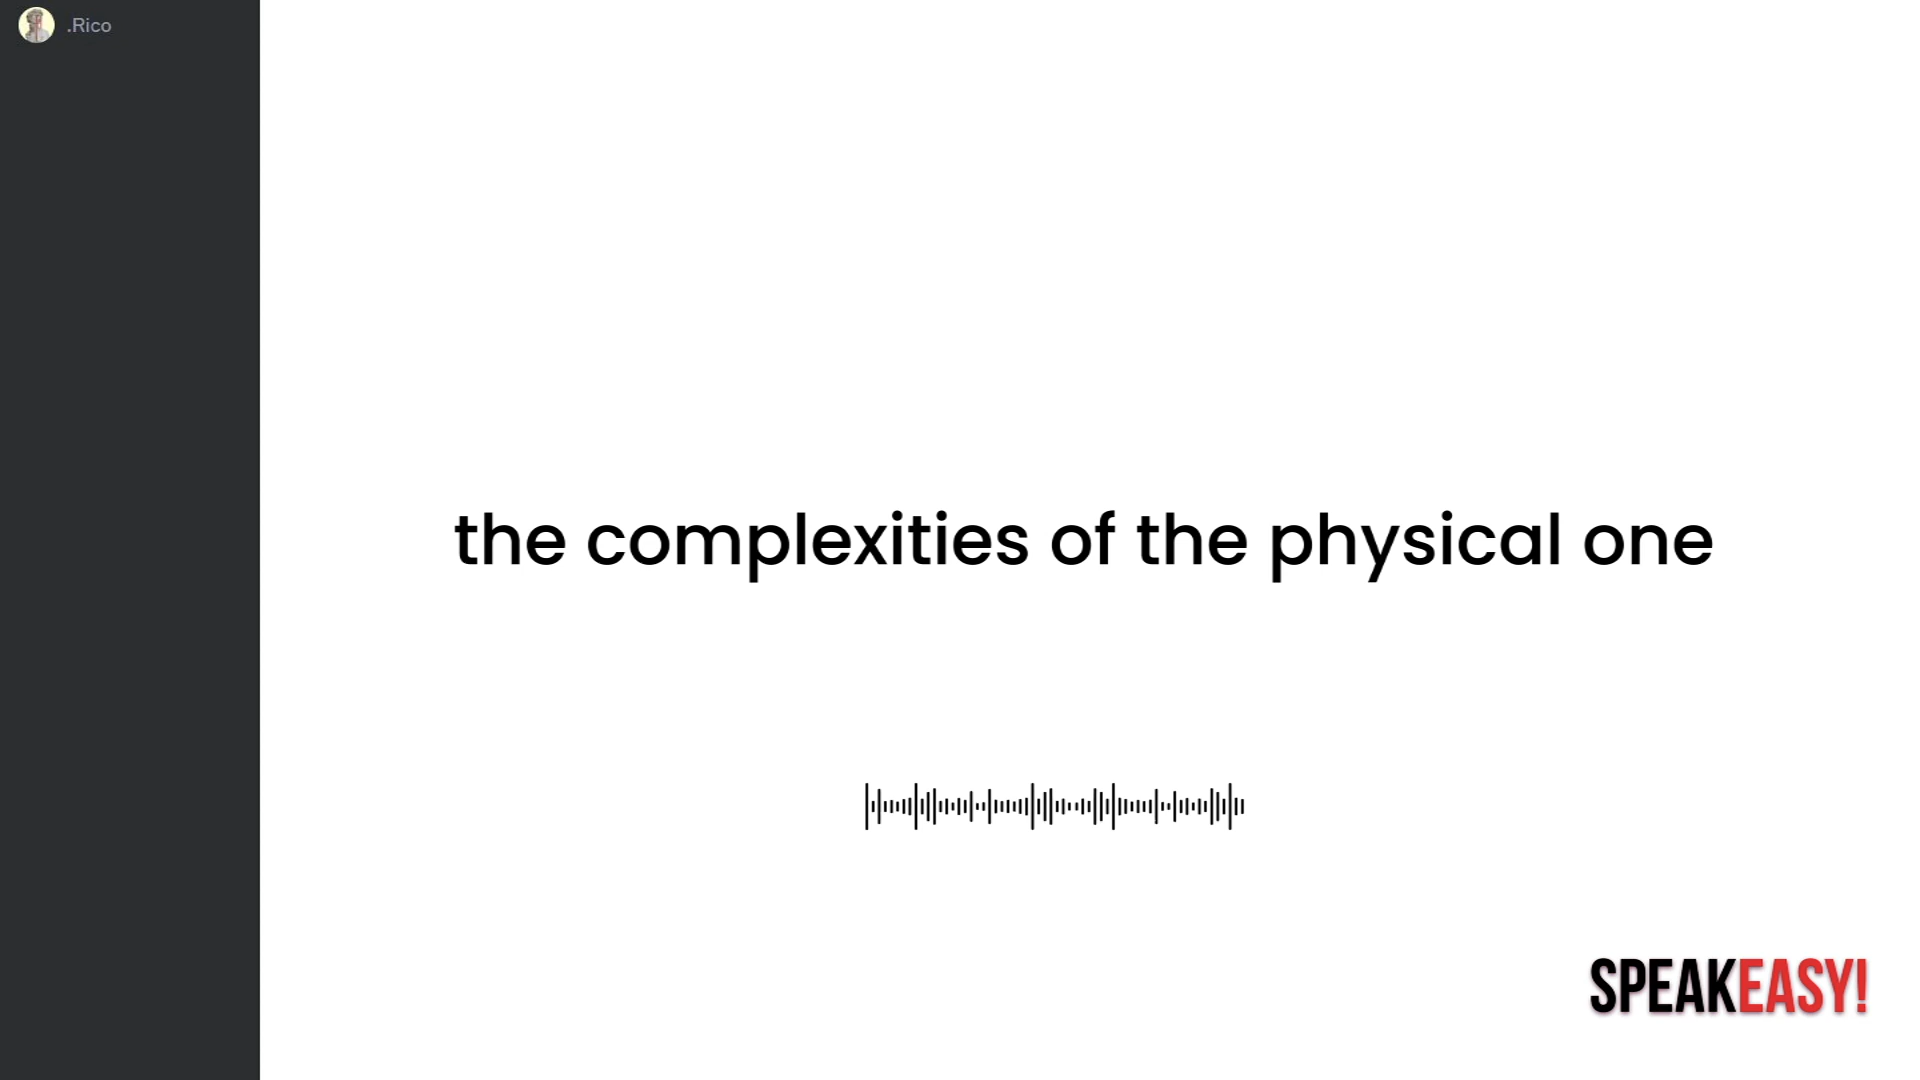 .Rico
the complexities of the physical one
SPEAKEASY!